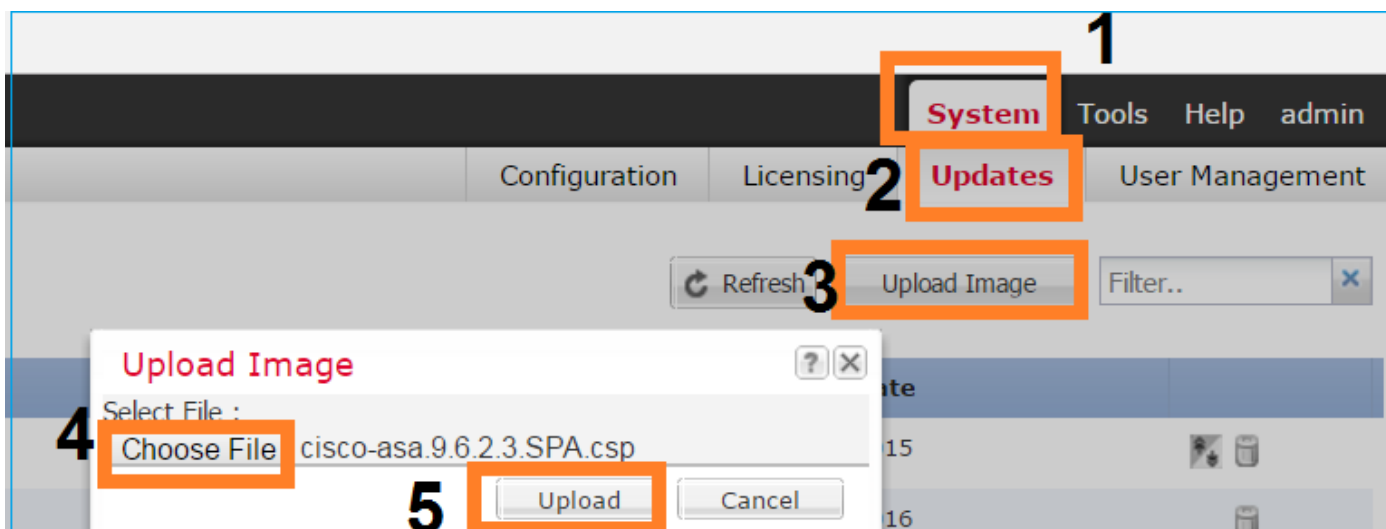 1
System Tools Help admin
Configuration Licensing 2 Updates User Management
Refresh 3 Upload Image Filter..
Upload Image ?
Select File :
4 Choose File cisco-asa.9.6.2.3.SPA.csp
5 Upload Cancel